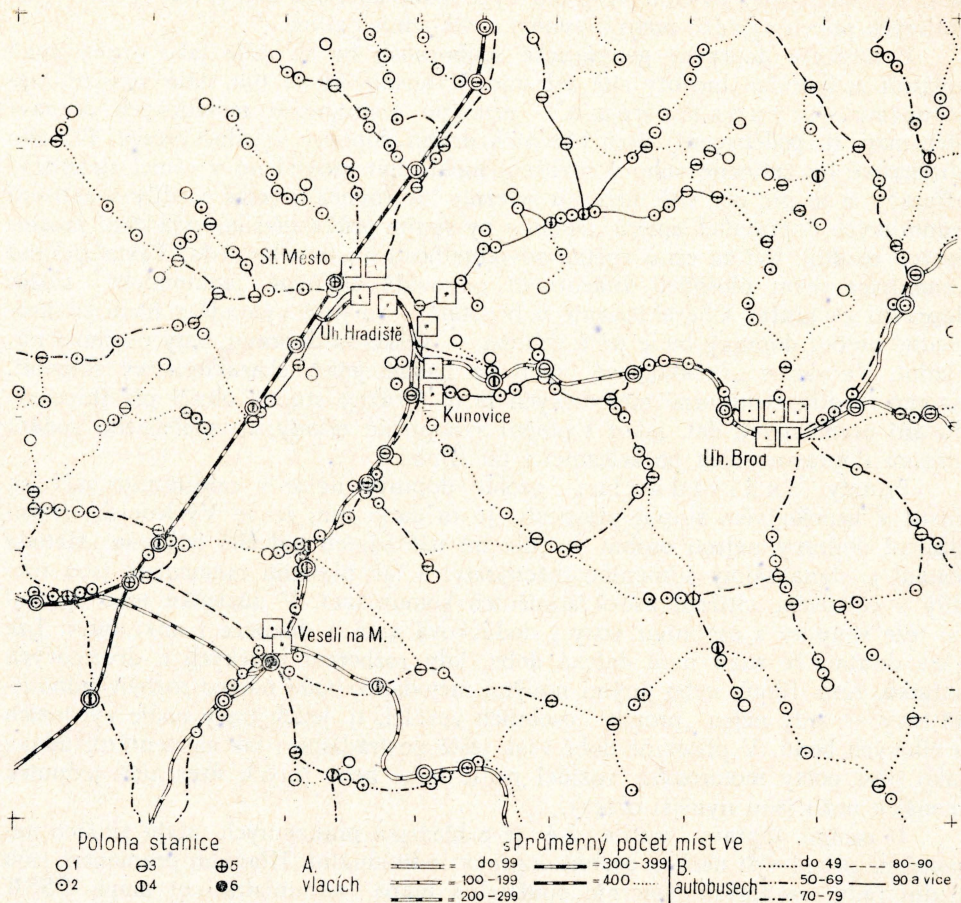 St. Město
Uh. Hradiště
Kunovice
Uh. Brod
Veselí na M.
Poloha stanice
1 3 5
2 4 6
Průměrný počet míst ve
A.
vlacích
do 99
100-199
200-299
300-399
400
B.
autobusech
do 49
50-69
70-79
80-90
90 a více